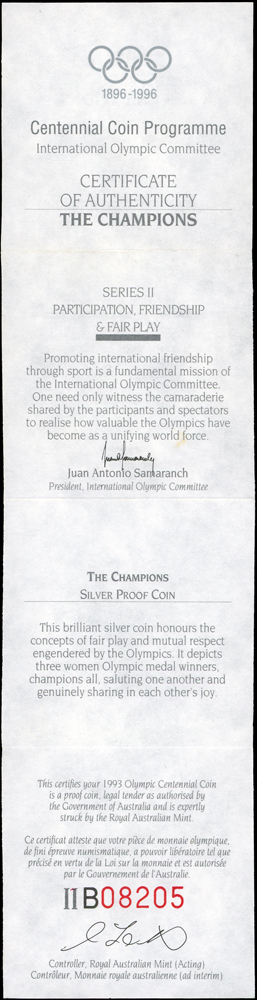 1896-1996
Centennial Coin Programme
International Olympic Committee
CERTIFICATE
OF AUTHENTICITY
THE CHAMPIONS
SERIES II
PARTICIPATION, FRIENDSHIP
& FAIR PLAY
Promoting international friendship
through sport is a fundamental mission of
the International Olympic Committee.
One need only witness the camaraderie
shared by the participants and spectators
to realise how valuable the Olympics have
become as a unifying world force.
Juan Antonio Samaranch
President, International Olympic Committee
THE CHAMPIONS
SILVER PROOF COIN
This brilliant silver coin honours the
concepts of fair play and mutual respect
engendered by the Olympics. It depicts
three women Olympic medal winners,
champions all, saluting one another and
genuinely sharing in each other's joy.
This certifies your 1993 Olympic Centennial Coin
is a proof coin, legal tender as authorised by
the Government of Australia and is expertly
struck by the Royal Australian Mint.
Ce certificat atteste que votre pièce de monnaie olympique,
de fini épreuve numismatique, a pouvoir libératoire tel que
précisé en vertu de la Loi sur la monnaie et est autorisée
par le Gouvernement de l'Australie.
IIB08205
Controller, Royal Australian Mint (Acting)
Contrôleur, Monnaie royale australienne (ad interim)